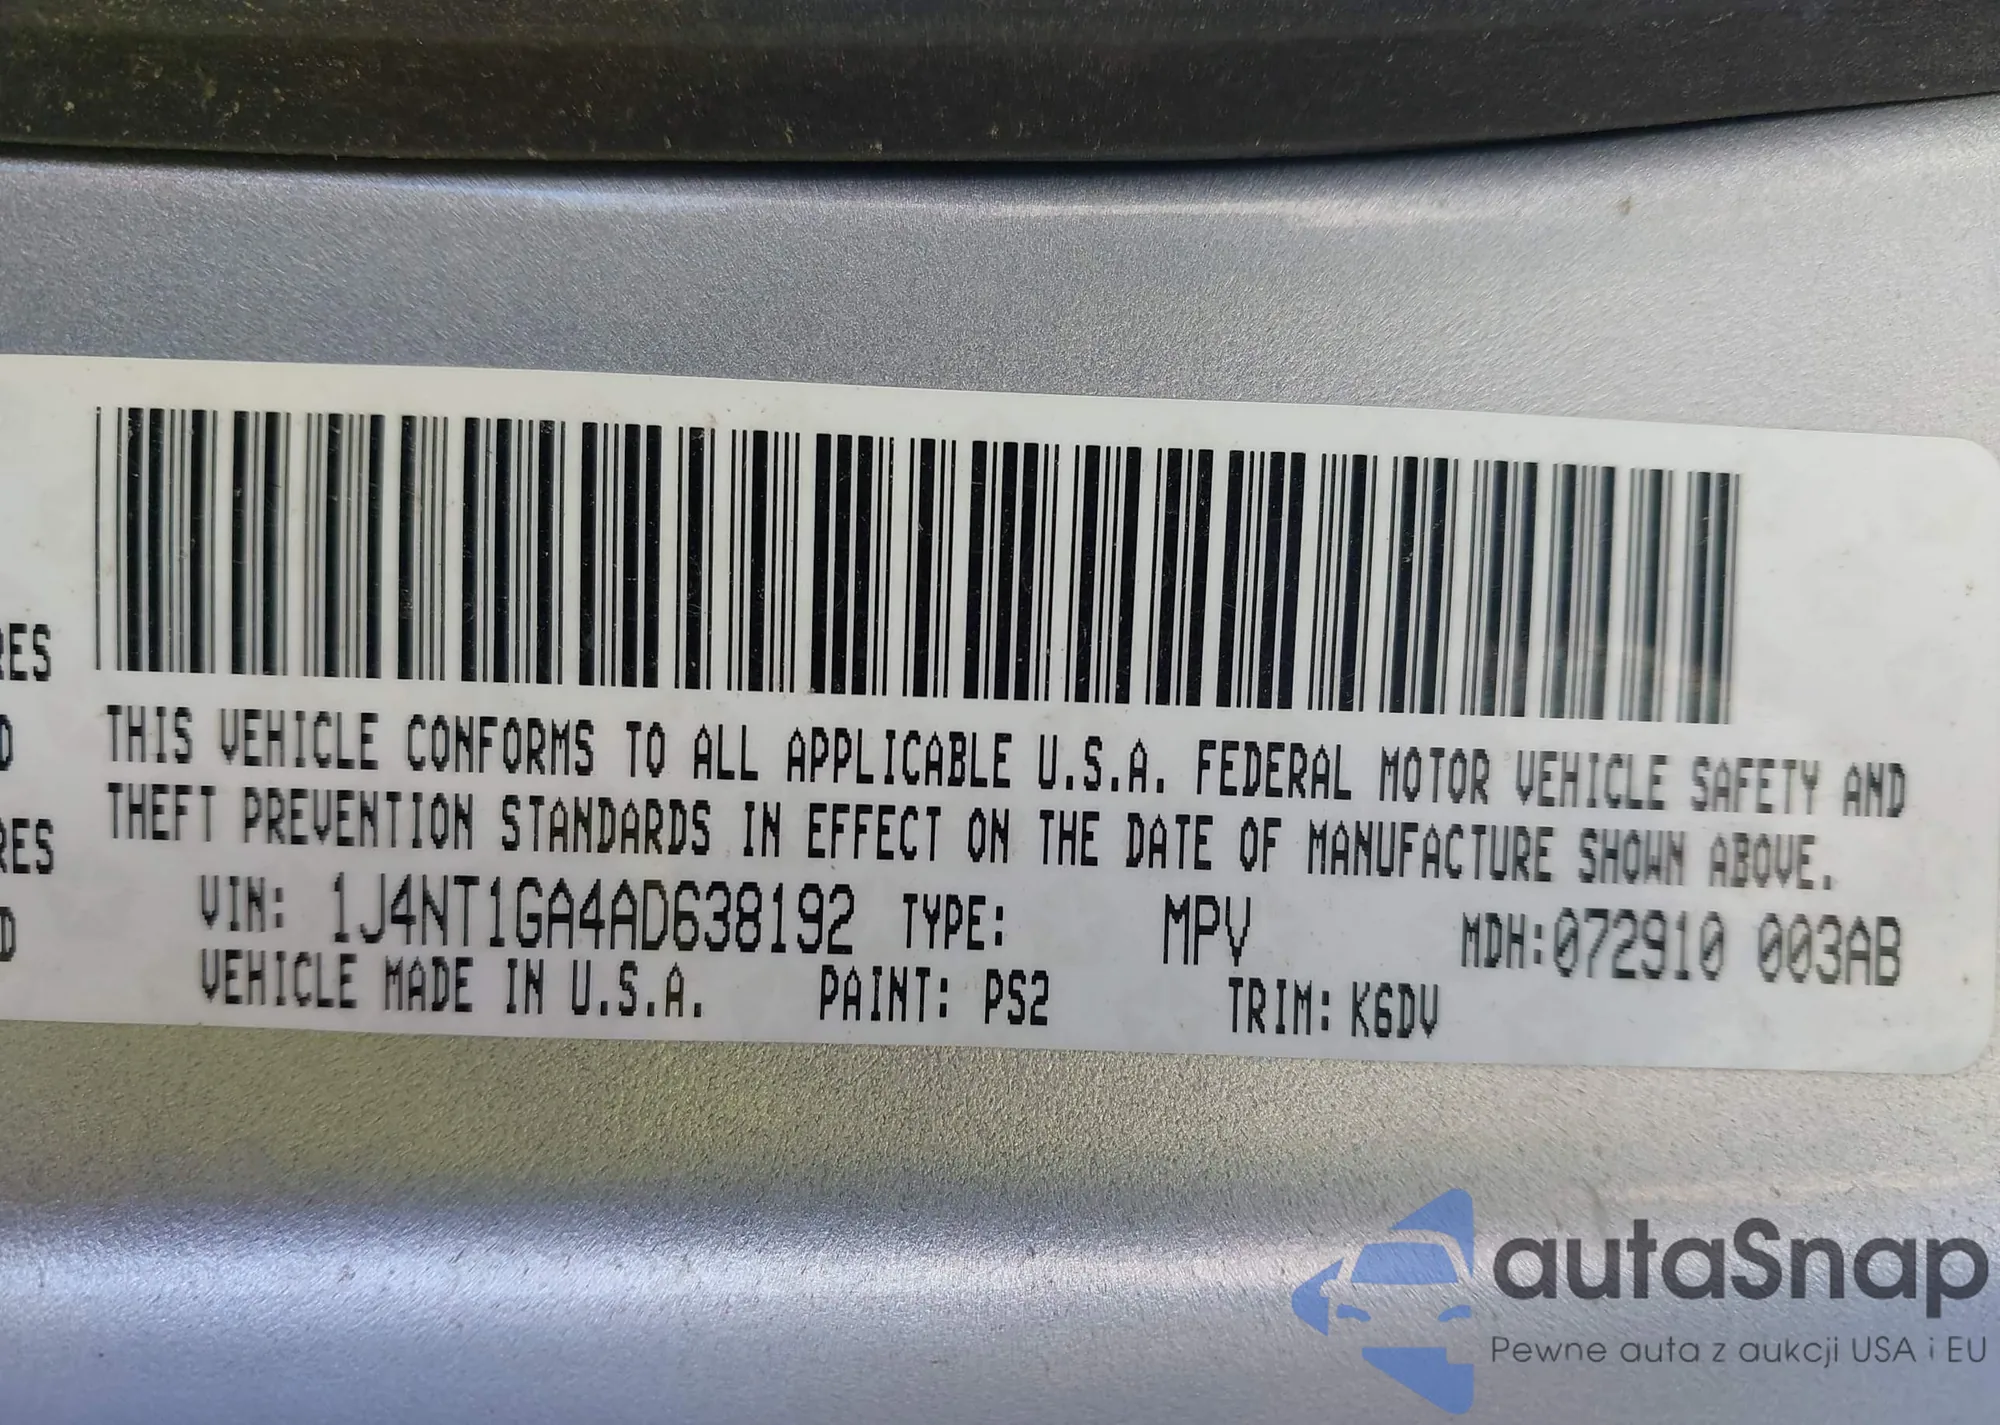 RES
D
RES
D
THIS VEHICLE CONFORMS TO ALL APPLICABLE U.S.A. FEDERAL MOTOR VEHICLE SAFETY AND
THEFT PREVENTION STANDARDS IN EFFECT ON THE DATE OF MANUFACTURE SHOWN ABOVE.
VIN: 1J4NT1GA4AD638192 TYPE: MPV MDH:072910 003AB
VEHICLE MADE IN U.S.A. PAINT: PS2 TRIM: K6DV
autaSnap
Pewne auta z aukcji USA i EU